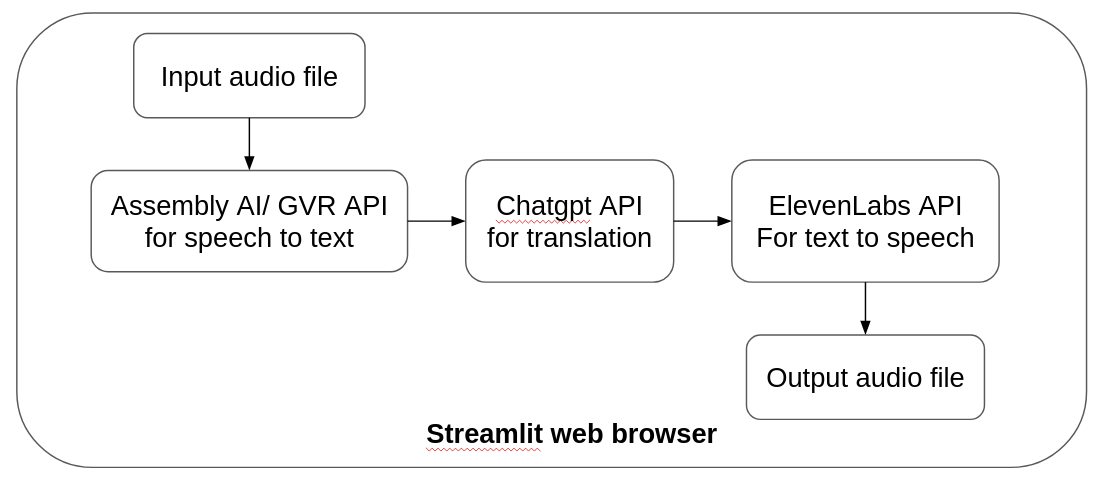 Input audio file
Assembly AI/ GVR API
for speech to text
Chatgpt API
for translation
ElevenLabs API
For text to speech
Output audio file
Streamlit web browser